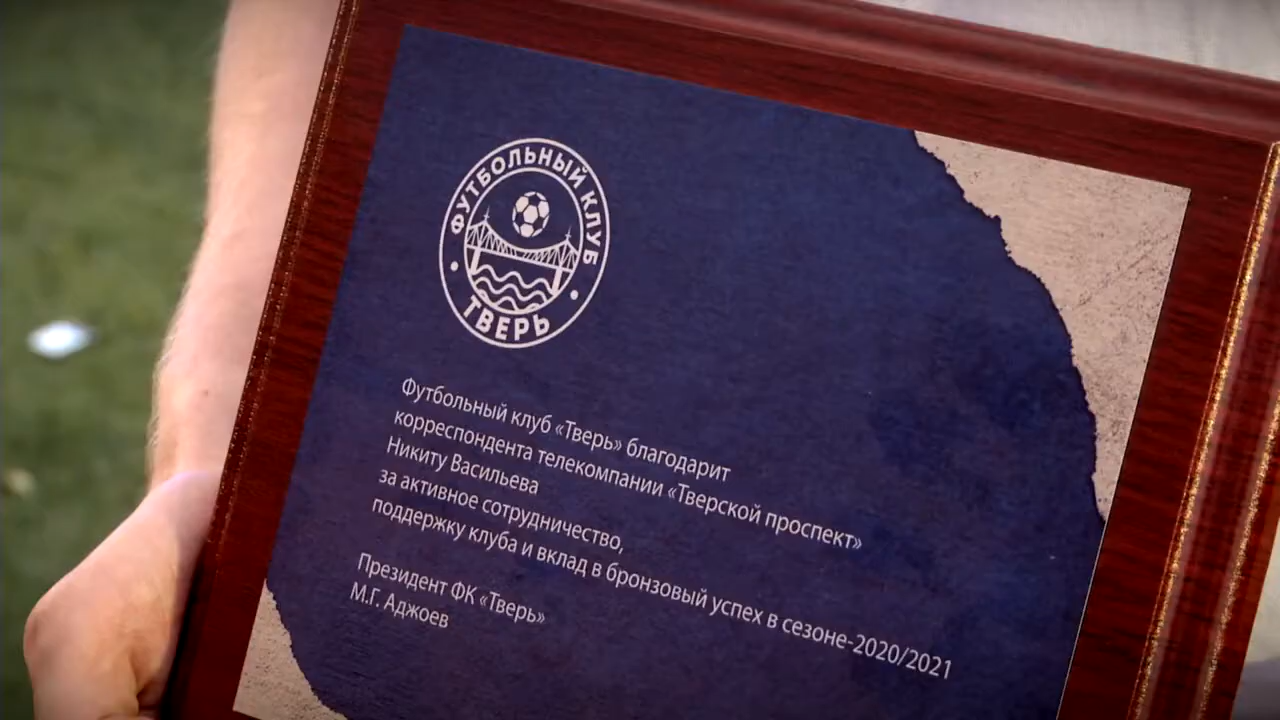 ФУТБОЛЬНЫЙ КЛУБ
ТВЕРЬ
Футбольный клуб «Тверь» благодарит
корреспондента телекомпании «Тверской проспект»
Никиту Васильева
за активное сотрудничество,
поддержку клуба и вклад в бронзовый успех в сезоне-2020/2021
Президент ФК «Тверь»
М.Г. Аджоев